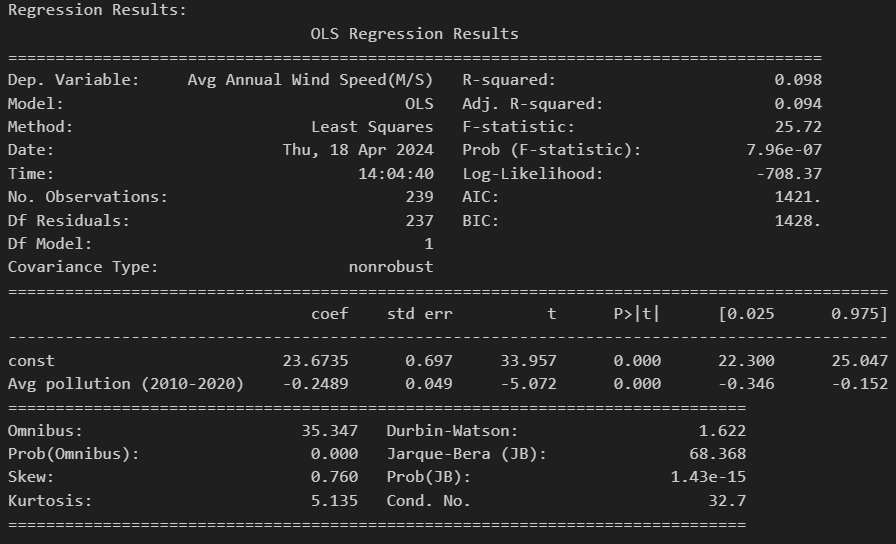 Regression Results:
                                OLS Regression Results
======================================================================================
Dep. Variable:     Avg Annual Wind Speed(M/S)   R-squared:                       0.098
Model:                                    OLS   Adj. R-squared:                  0.094
Method:                         Least Squares   F-statistic:                     25.72
Date:                        Thu, 18 Apr 2024   Prob (F-statistic):           7.96e-07
Time:                                14:04:40   Log-Likelihood:                -708.37
No. Observations:                         239   AIC:                             1421.
Df Residuals:                             237   BIC:                             1428.
Df Model:                                   1
Covariance Type:                    nonrobust
=============================================================================================
                                coef    std err          t      P>|t|      [0.025      0.975]
---------------------------------------------------------------------------------------------
const                        23.6735      0.697     33.957      0.000      22.300      25.047
Avg pollution (2010-2020)    -0.2489      0.049     -5.072      0.000      -0.346      -0.152
==============================================================================
Omnibus:                       35.347   Durbin-Watson:                   1.622
Prob(Omnibus):                  0.000   Jarque-Bera (JB):               68.368
Skew:                           0.760   Prob(JB):                     1.43e-15
Kurtosis:                       5.135   Cond. No.                         32.7
==============================================================================